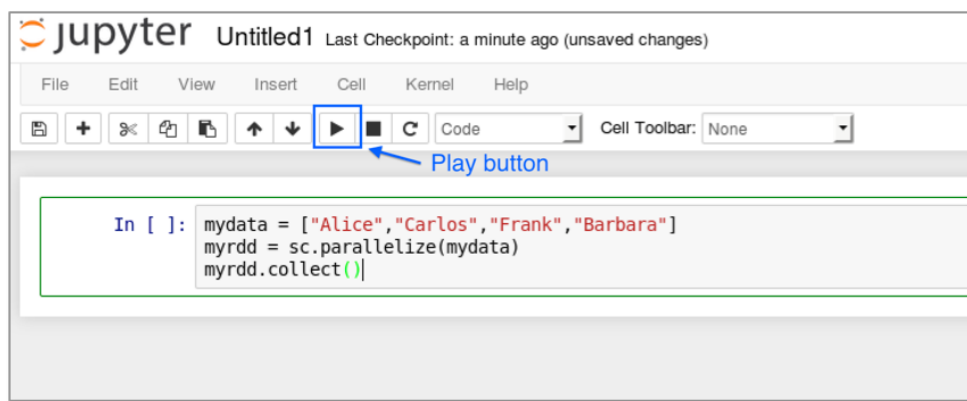 jupyter Untitled1 Last Checkpoint: a minute ago (unsaved changes)
File Edit View Insert Cell Kernel Help
Code Cell Toolbar: None
Play button
In [ ]: mydata = ["Alice","Carlos","Frank","Barbara"]
myrdd = sc.parallelize(mydata)
myrdd.collect()